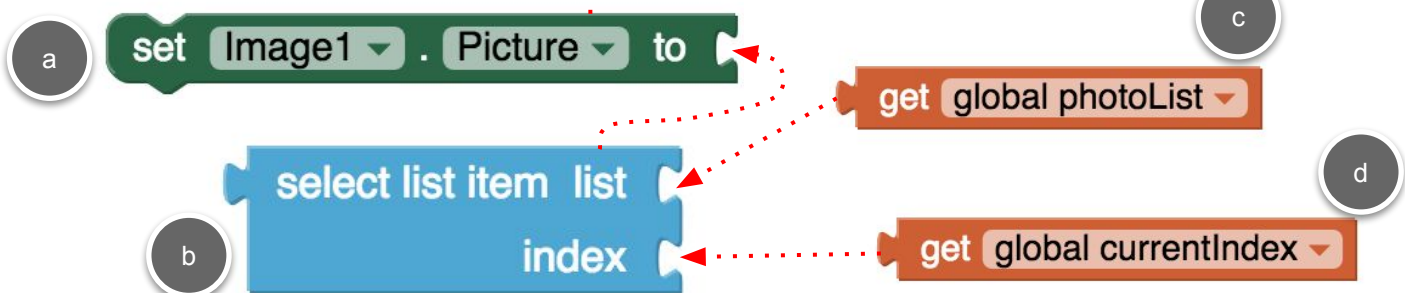 c
a
set Image1 . Picture to
get global photoList
select list item list
d
b
index
get global currentIndex